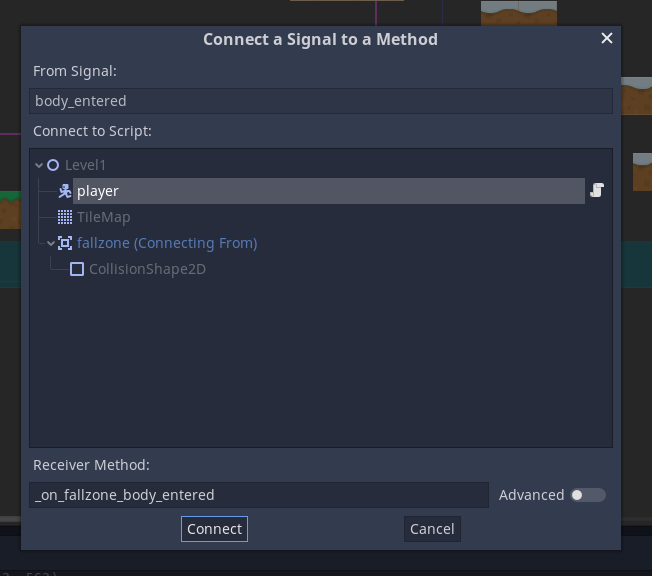 Connect a Signal to a Method
From Signal:
body_entered
Connect to Script:
Level1
player
TileMap
fallzone (Connecting From)
CollisionShape2D
Receiver Method:
_on_fallzone_body_entered
Advanced
Connect
Cancel